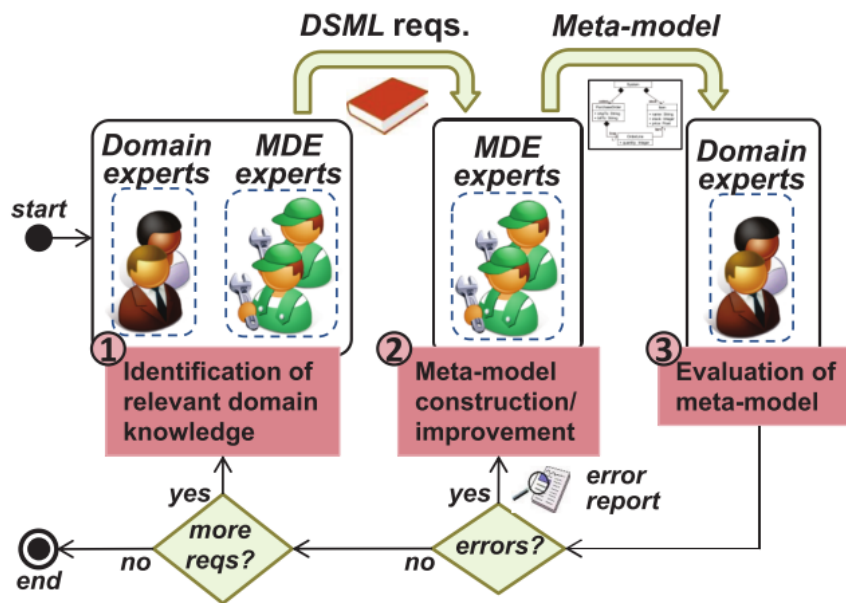 DSML reqs.
Meta-model
Domain
experts
MDE
experts
MDE
experts
Domain
experts
start
1
Identification of
relevant domain
knowledge
2
Meta-model
construction/
improvement
3
Evaluation of
meta-model
yes
more
reqs?
no
end
yes
error
report
errors?
no